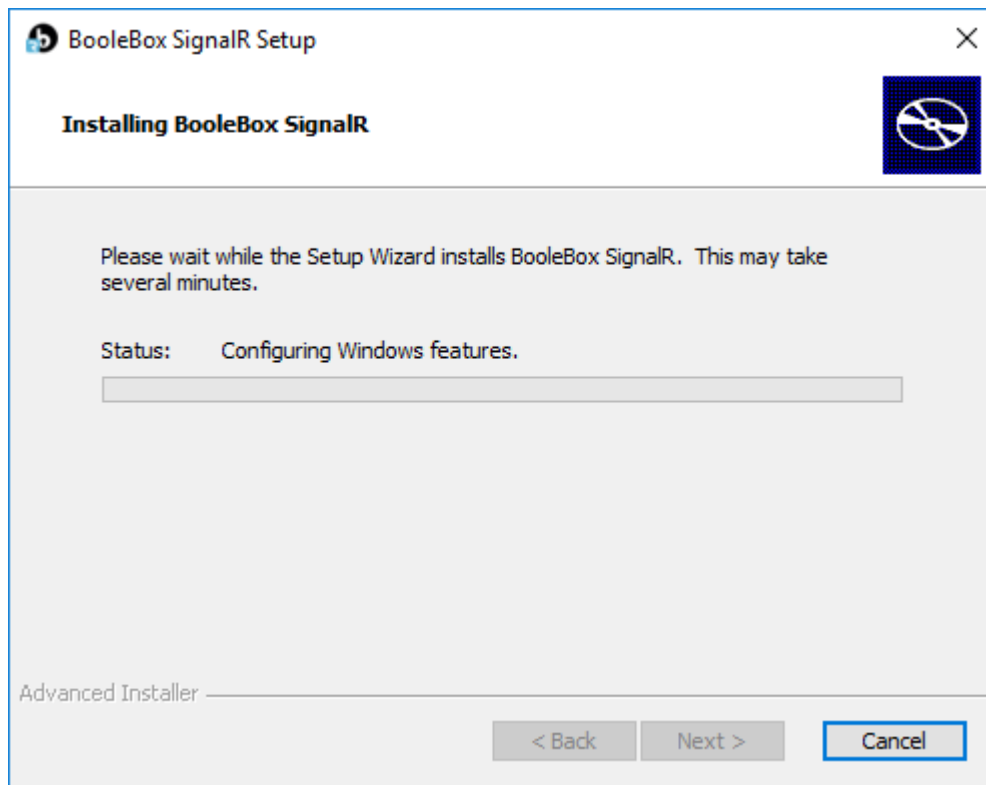 BooleBox SignalR Setup
Installing BooleBox SignalR
Please wait while the Setup Wizard installs BooleBox SignalR. This may take
several minutes.
Status: Configuring Windows features.
Advanced Installer
< Back Next > Cancel